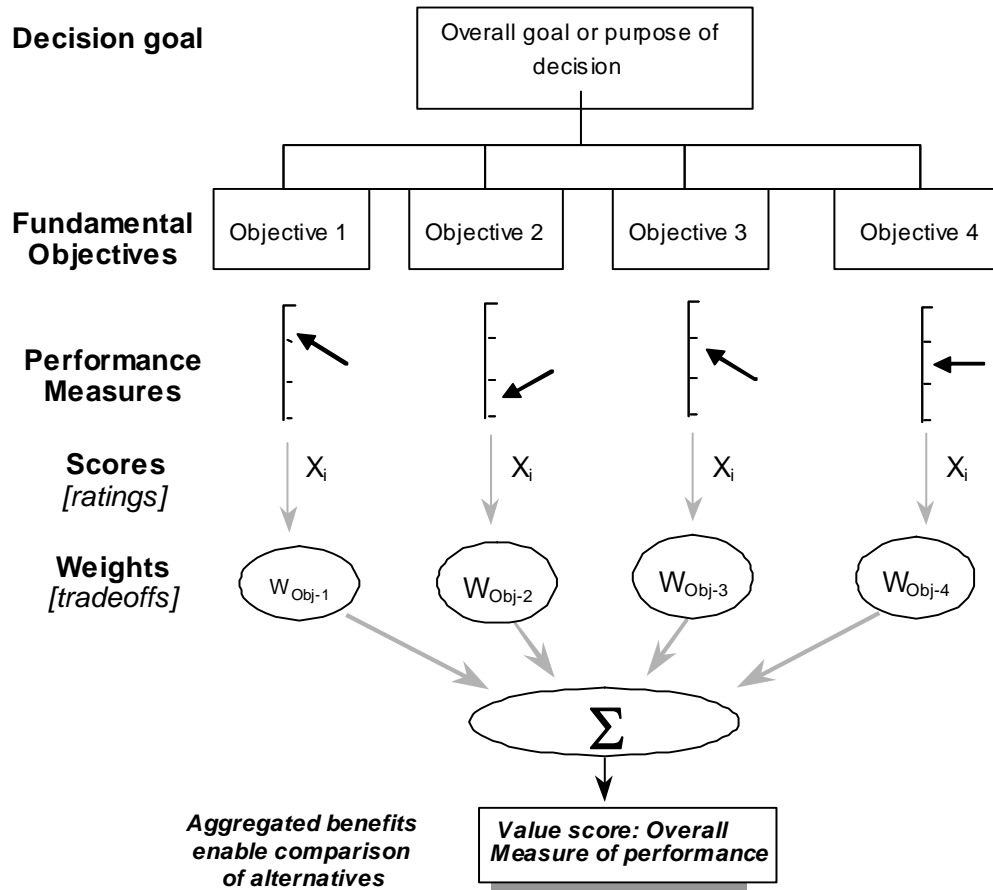 Decision goal
Overall goal or purpose of
decision
Fundamental
Objectives
Objective 1
Objective 2
Objective 3
Objective 4
Performance
Measures
Scores
[ratings]
Xi
Xi
Xi
Xi
Weights
[tradeoffs]
WObj-1
WObj-2
WObj-3
WObj-4
Σ
Aggregated benefits
enable comparison
of alternatives
Value score: Overall
Measure of performance